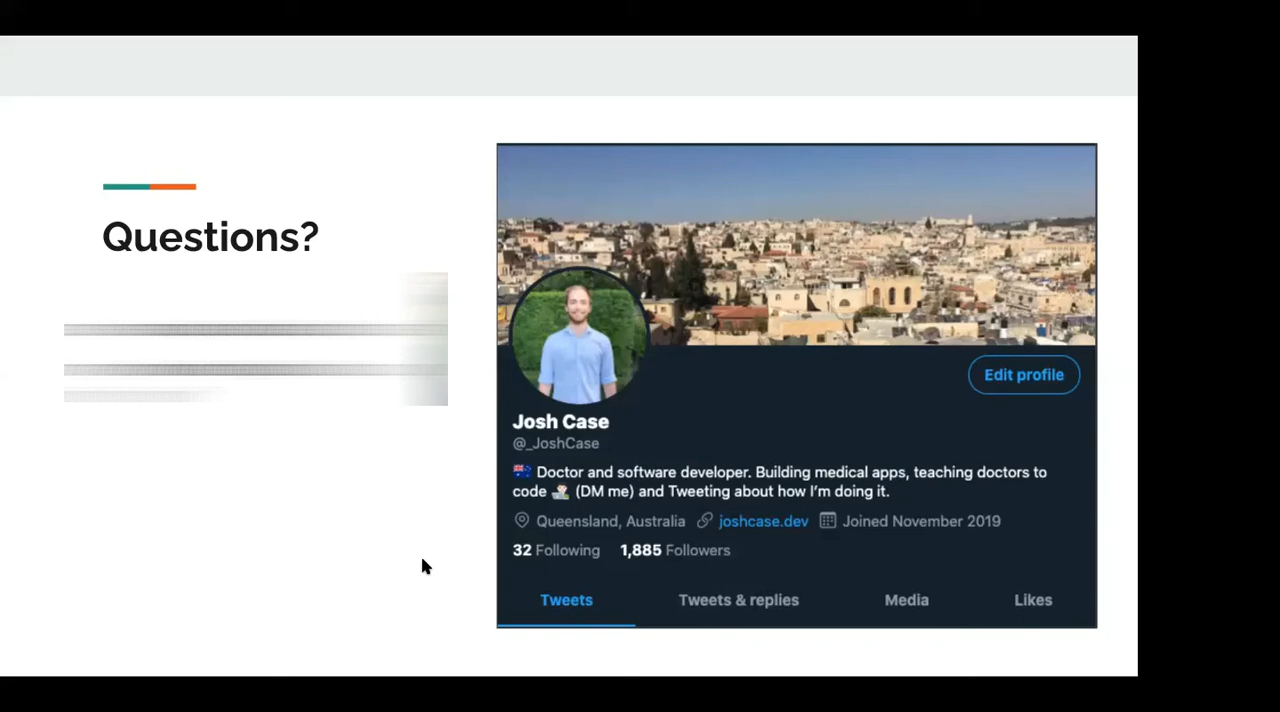 Questions?
Edit profile
Josh Case
@_JoshCase
🇦🇺 Doctor and software developer. Building medical apps, teaching doctors to
code 👨🏻‍💻 (DM me) and Tweeting about how I'm doing it.
Queensland, Australia joshcase.dev Joined November 2019
32 Following 1,885 Followers
Tweets Tweets & replies Media Likes